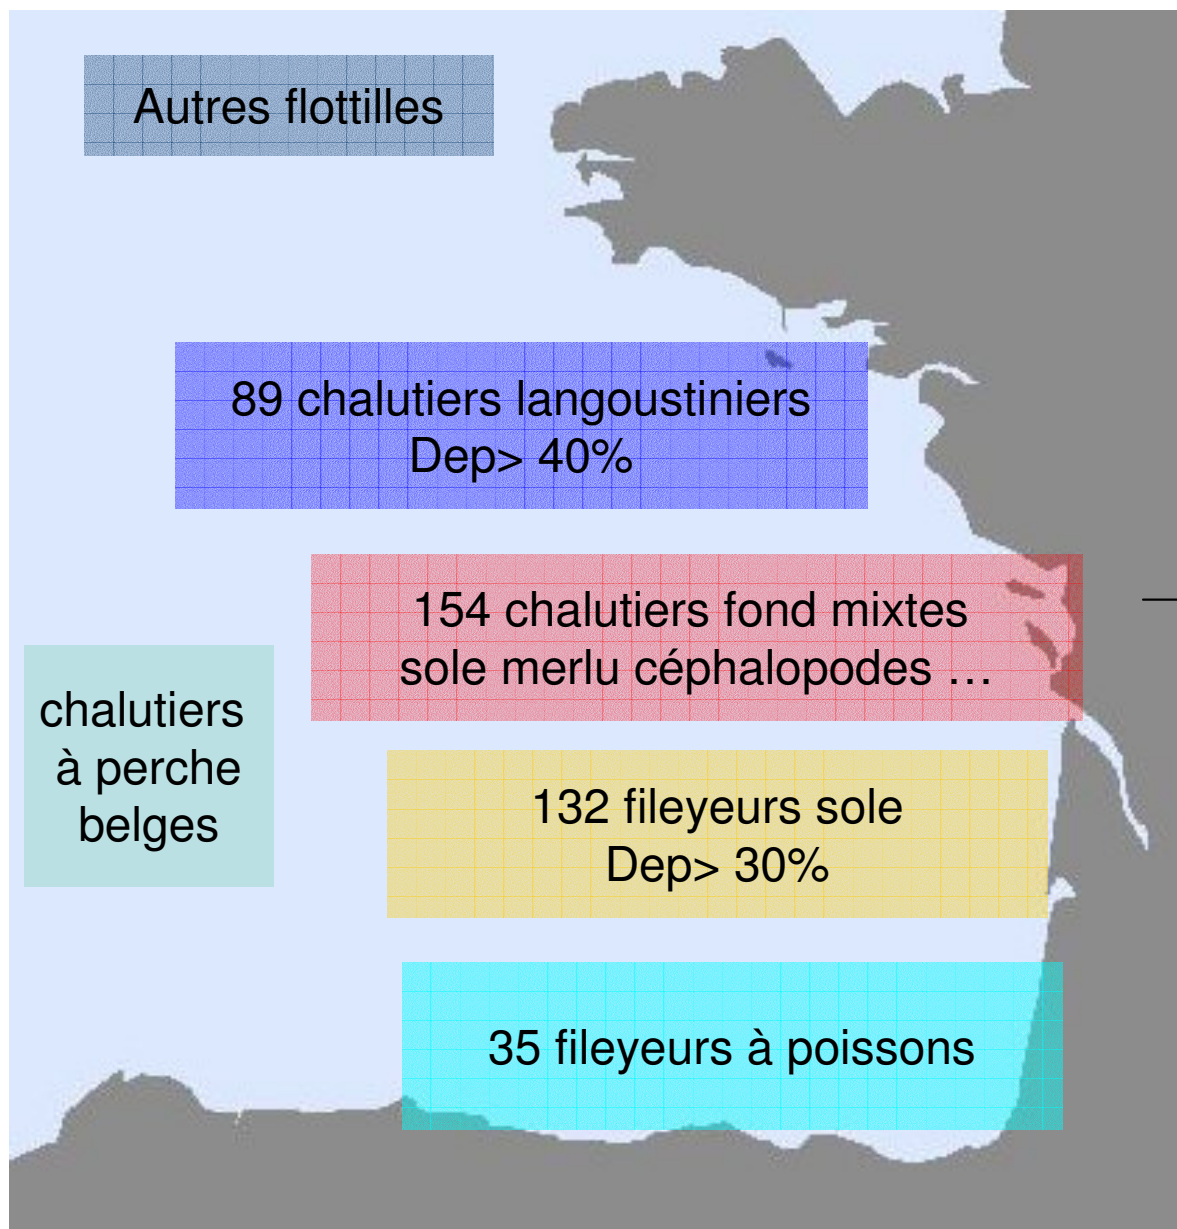 Autres flottilles
89 chalutiers langoustiniers
Dep> 40%
154 chalutiers fond mixtes
sole merlu céphalopodes …
chalutiers
à perche
belges
132 fileyeurs sole
Dep> 30%
35 fileyeurs à poissons